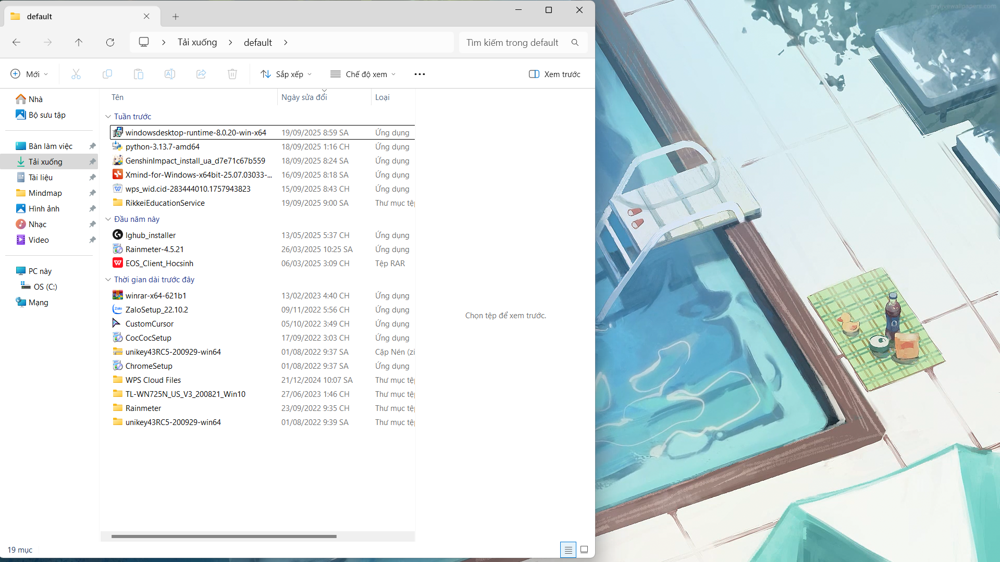 default
Tải xuống
default
Tìm kiếm trong default
Mới
Sắp xếp
Chế độ xem
Xem trước
Nhà
Bộ sưu tập
Bàn làm việc
Tải xuống
Tài liệu
Mindmap
Hình ảnh
Nhạc
Video
PC này
OS (C:)
Mạng
Tên Ngày sửa đổi Loại
Tuần trước
windowsdesktop-runtime-8.0.20-win-x64 19/09/2025 8:59 SA Ứng dụng
python-3.13.7-amd64 18/09/2025 1:16 CH Ứng dụng
GenshinImpact_install_ua_d7e71c67b559 18/09/2025 8:24 SA Ứng dụng
Xmind-for-Windows-x64bit-25.07.03033-... 16/09/2025 8:18 SA Ứng dụng
wps_wid.cid-283444010.1757943823 15/09/2025 8:43 CH Ứng dụng
RikkeiEducationService 19/09/2025 9:00 SA Thư mục tệp
Đầu năm này
lghub_installer 13/05/2025 5:37 CH Ứng dụng
Rainmeter-4.5.21 26/03/2025 10:25 SA Ứng dụng
EOS_Client_Hocsinh 06/03/2025 3:09 CH Tệp RAR
Thời gian dài trước đây
winrar-x64-621b1 13/02/2023 4:40 CH Ứng dụng
ZaloSetup_22.10.2 09/11/2022 5:56 CH Ứng dụng
CustomCursor 05/10/2022 3:49 CH Ứng dụng
CocCocSetup 17/09/2022 3:03 CH Ứng dụng
unikey43RC5-200929-win64 01/08/2022 9:37 SA Cặp Nén (zi
ChromeSetup 01/08/2022 9:37 SA Ứng dụng
WPS Cloud Files 21/12/2024 10:07 SA Thư mục tệp
TL-WN725N_US_V3_200821_Win10 27/06/2023 1:46 CH Thư mục tệp
Rainmeter 23/09/2022 9:35 CH Thư mục tệp
unikey43RC5-200929-win64 01/08/2022 9:39 SA Thư mục tệp
Chọn tệp để xem trước.
19 mục
mylivewallpapers.com